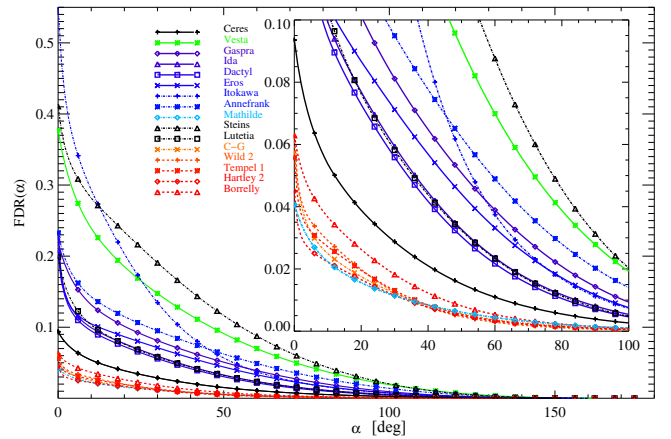 0.5
0.4
0.3
0.2
0.1
FDR(α)
0
50
100
150
α [deg]
Ceres
Vesta
Gaspra
Ida
Dactyl
Eros
Itokawa
Annefrank
Mathilde
Steins
Lutetia
C-G
Wild 2
Tempel 1
Hartley 2
Borrelly
0.10
0.08
0.06
0.04
0.02
0.00
0
20
40
60
80
100